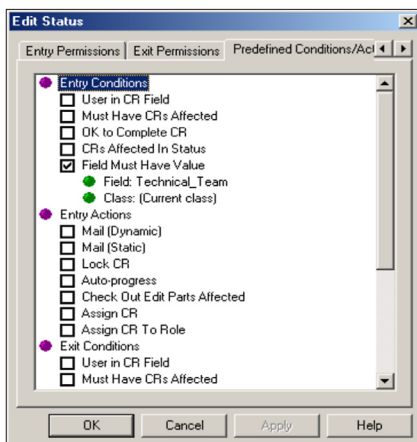 Edit Status
Entry Permissions
Exit Permissions
Predefined Conditions/Act
Entry Conditions
User in CR Field
Must Have CRs Affected
OK to Complete CR
CRs Affected In Status
Field Must Have Value
Field: Technical_Team
Class: (Current class)
Entry Actions
Mail (Dynamic)
Mail (Static)
Lock CR
Auto-progress
Check Out Edit Parts Affected
Assign CR
Assign CR To Role
Exit Conditions
User in CR Field
Must Have CRs Affected
OK
Cancel
Apply
Help